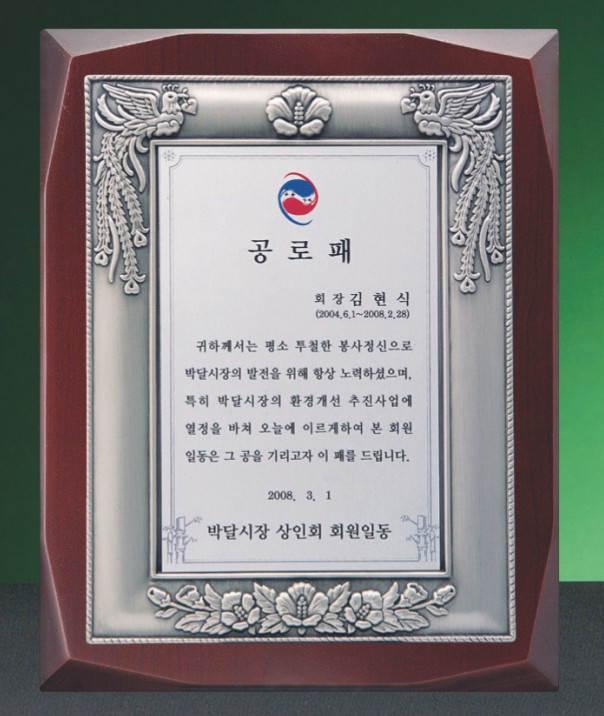 공로패
회장 김현식
(2004.6.1~2008.2.28)
귀하께서는 평소 투철한 봉사정신으로
박달시장의 발전을 위해 항상 노력하셨으며,
특히 박달시장의 환경개선 추진사업에
열정을 바쳐 오늘에 이르게하여 본 회원
일동은 그 공을 기리고자 이 패를 드립니다.
2008. 3. 1
박달시장 상인회 회원일동